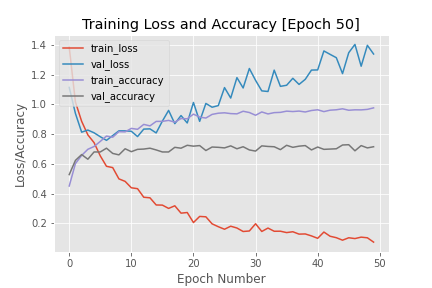 Training Loss and Accuracy [Epoch 50]
train_loss
val_loss
train_accuracy
val_accuracy
Loss/Accuracy
1.4
1.2
1.0
0.8
0.6
0.4
0.2
0 10 20 30 40 50
Epoch Number